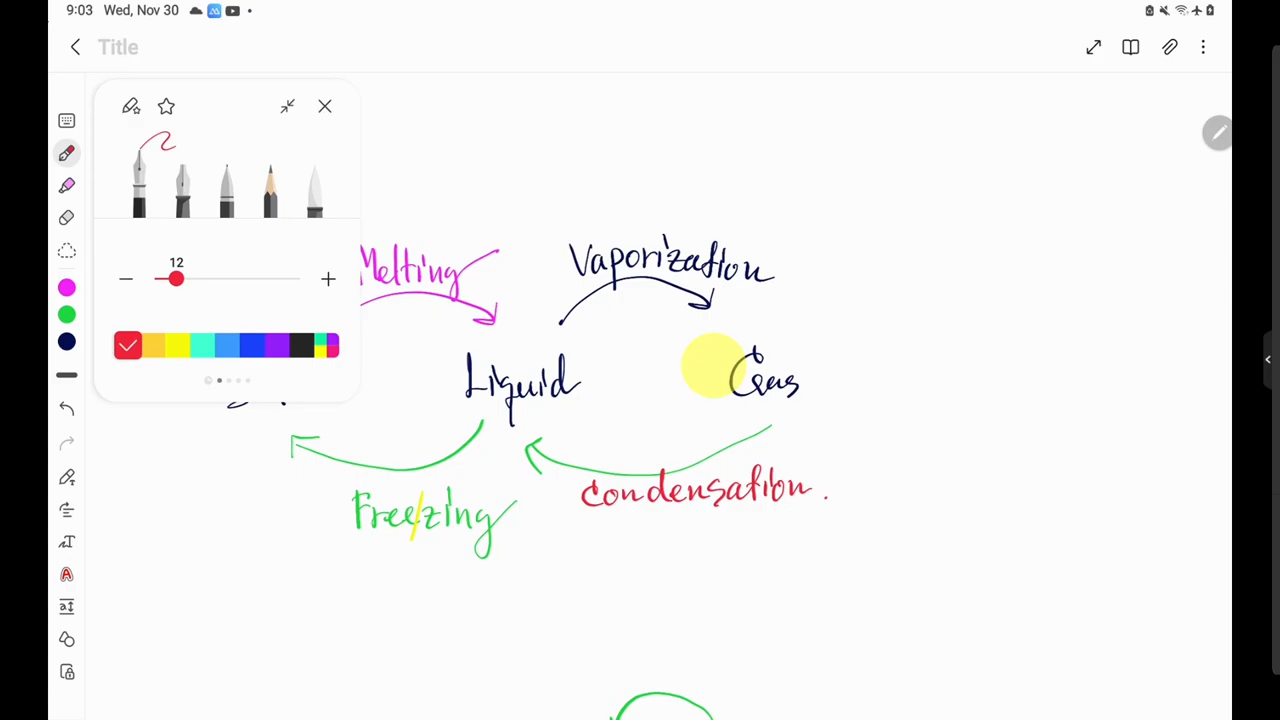 9:03 Wed, Nov 30
Title
12
Melting
Vaporization
Liquid
Gas
Freezing
Condensation.